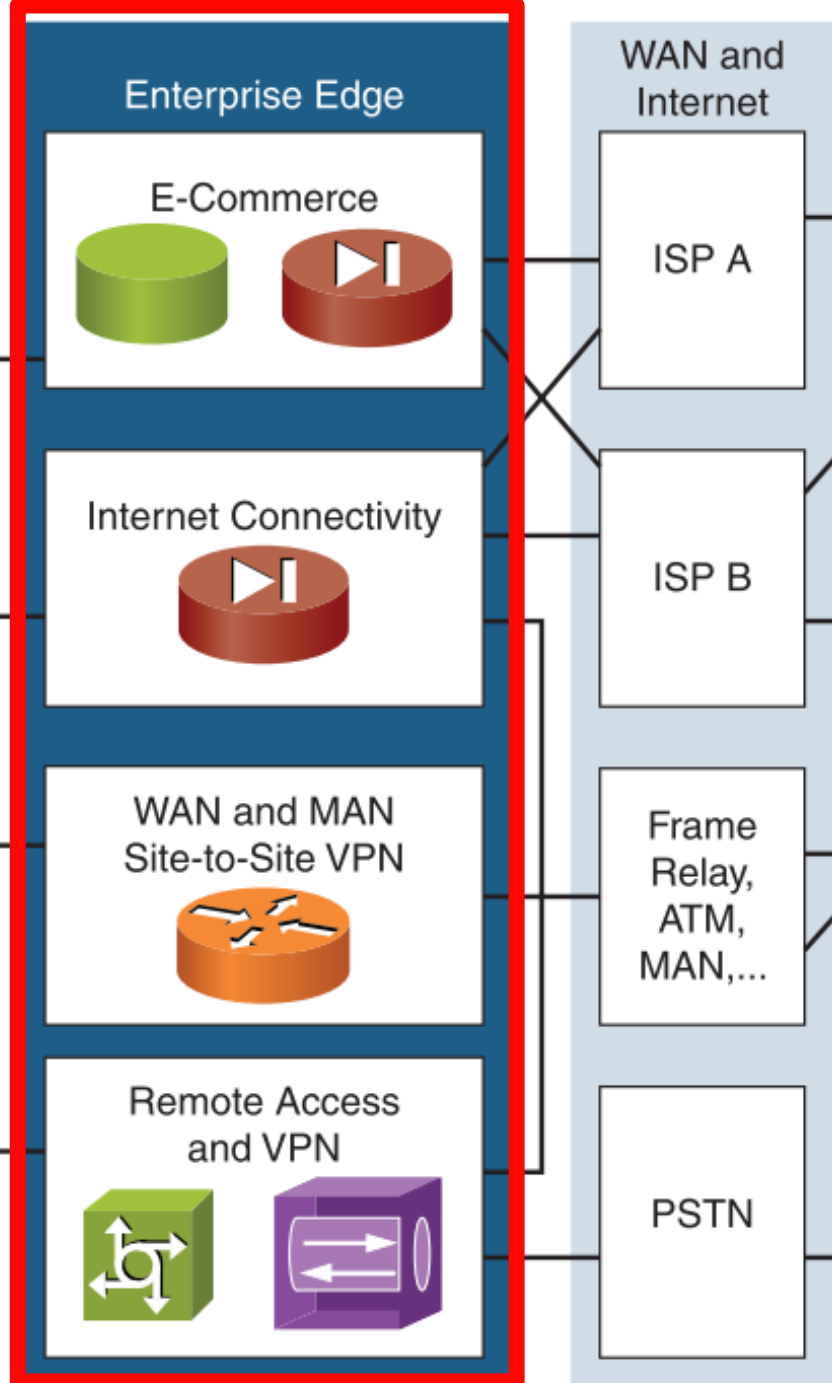 Enterprise Edge
E-Commerce
Internet Connectivity
WAN and MAN
Site-to-Site VPN
Remote Access
and VPN
WAN and
Internet
ISP A
ISP B
Frame
Relay,
ATM,
MAN,...
PSTN